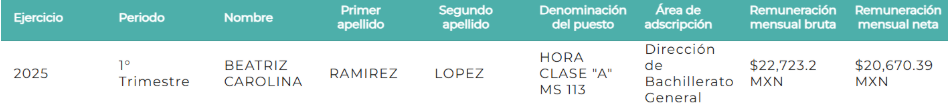 Ejercicio
Periodo
Nombre
Primer
apellido
Segundo
apellido
Denominación
del puesto
Área de
adscripción
Remuneración
mensual bruta
Remuneración
mensual neta
2025
1°
Trimestre
BEATRIZ
CAROLINA
RAMIREZ
LOPEZ
HORA
CLASE "A"
MS 113
Dirección
de
Bachillerato
General
$22,723.2
MXN
$20,670.39
MXN